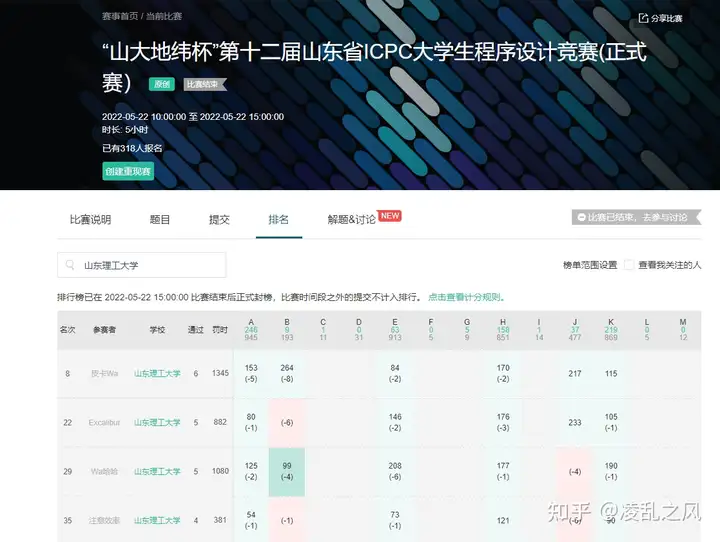 赛事首页 / 当前比赛
分享比赛
“山大地纬杯”第十二届山东省ICPC大学生程序设计竞赛(正式
赛） 原创 比赛结束
2022-05-22 10:00:00 至 2022-05-22 15:00:00
时长: 5小时
已有318人报名
创建重现赛
比赛说明 题目 提交 排名 解题&讨论 NEW 比赛已结束，去参与讨论
山东理工大学 榜单范围设置 查看我关注的人
排行榜已在 2022-05-22 15:00:00 比赛结束后正式封榜，比赛时间段之外的提交不计入排行。 点击查看计分规则。
名次 参赛者 学校 通过 罚时 A B C D E F G H I J K L M
246 9 1 0 63 0 5 158 1 37 219 0 0
945 193 11 31 913 5 9 851 14 477 869 5 12
8 皮卡Wa 山东理工大学 6 1345 153 264 84 170 217 115
(-5) (-8) (-2) (-2)
22 Excalibur 山东理工大学 5 882 80 (-6) 146 176 233 105
(-1) (-2) (-3) (-1)
29 Wa哈哈 山东理工大学 5 1080 125 99 208 177 (-4) 190
(-2) (-4) (-6) (-1) (-1)
35 注意效率 山东理工大学 4 381 54 (-1) 73 121 (-6) 90
(-1) (-1)
知乎 @凌乱之风